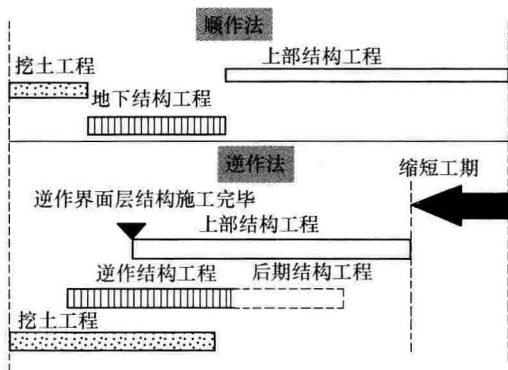 顺作法
挖土工程
上部结构工程
地下结构工程
逆作法
缩短工期
逆作界面层结构施工完毕
上部结构工程
逆作结构工程
后期结构工程
挖土工程